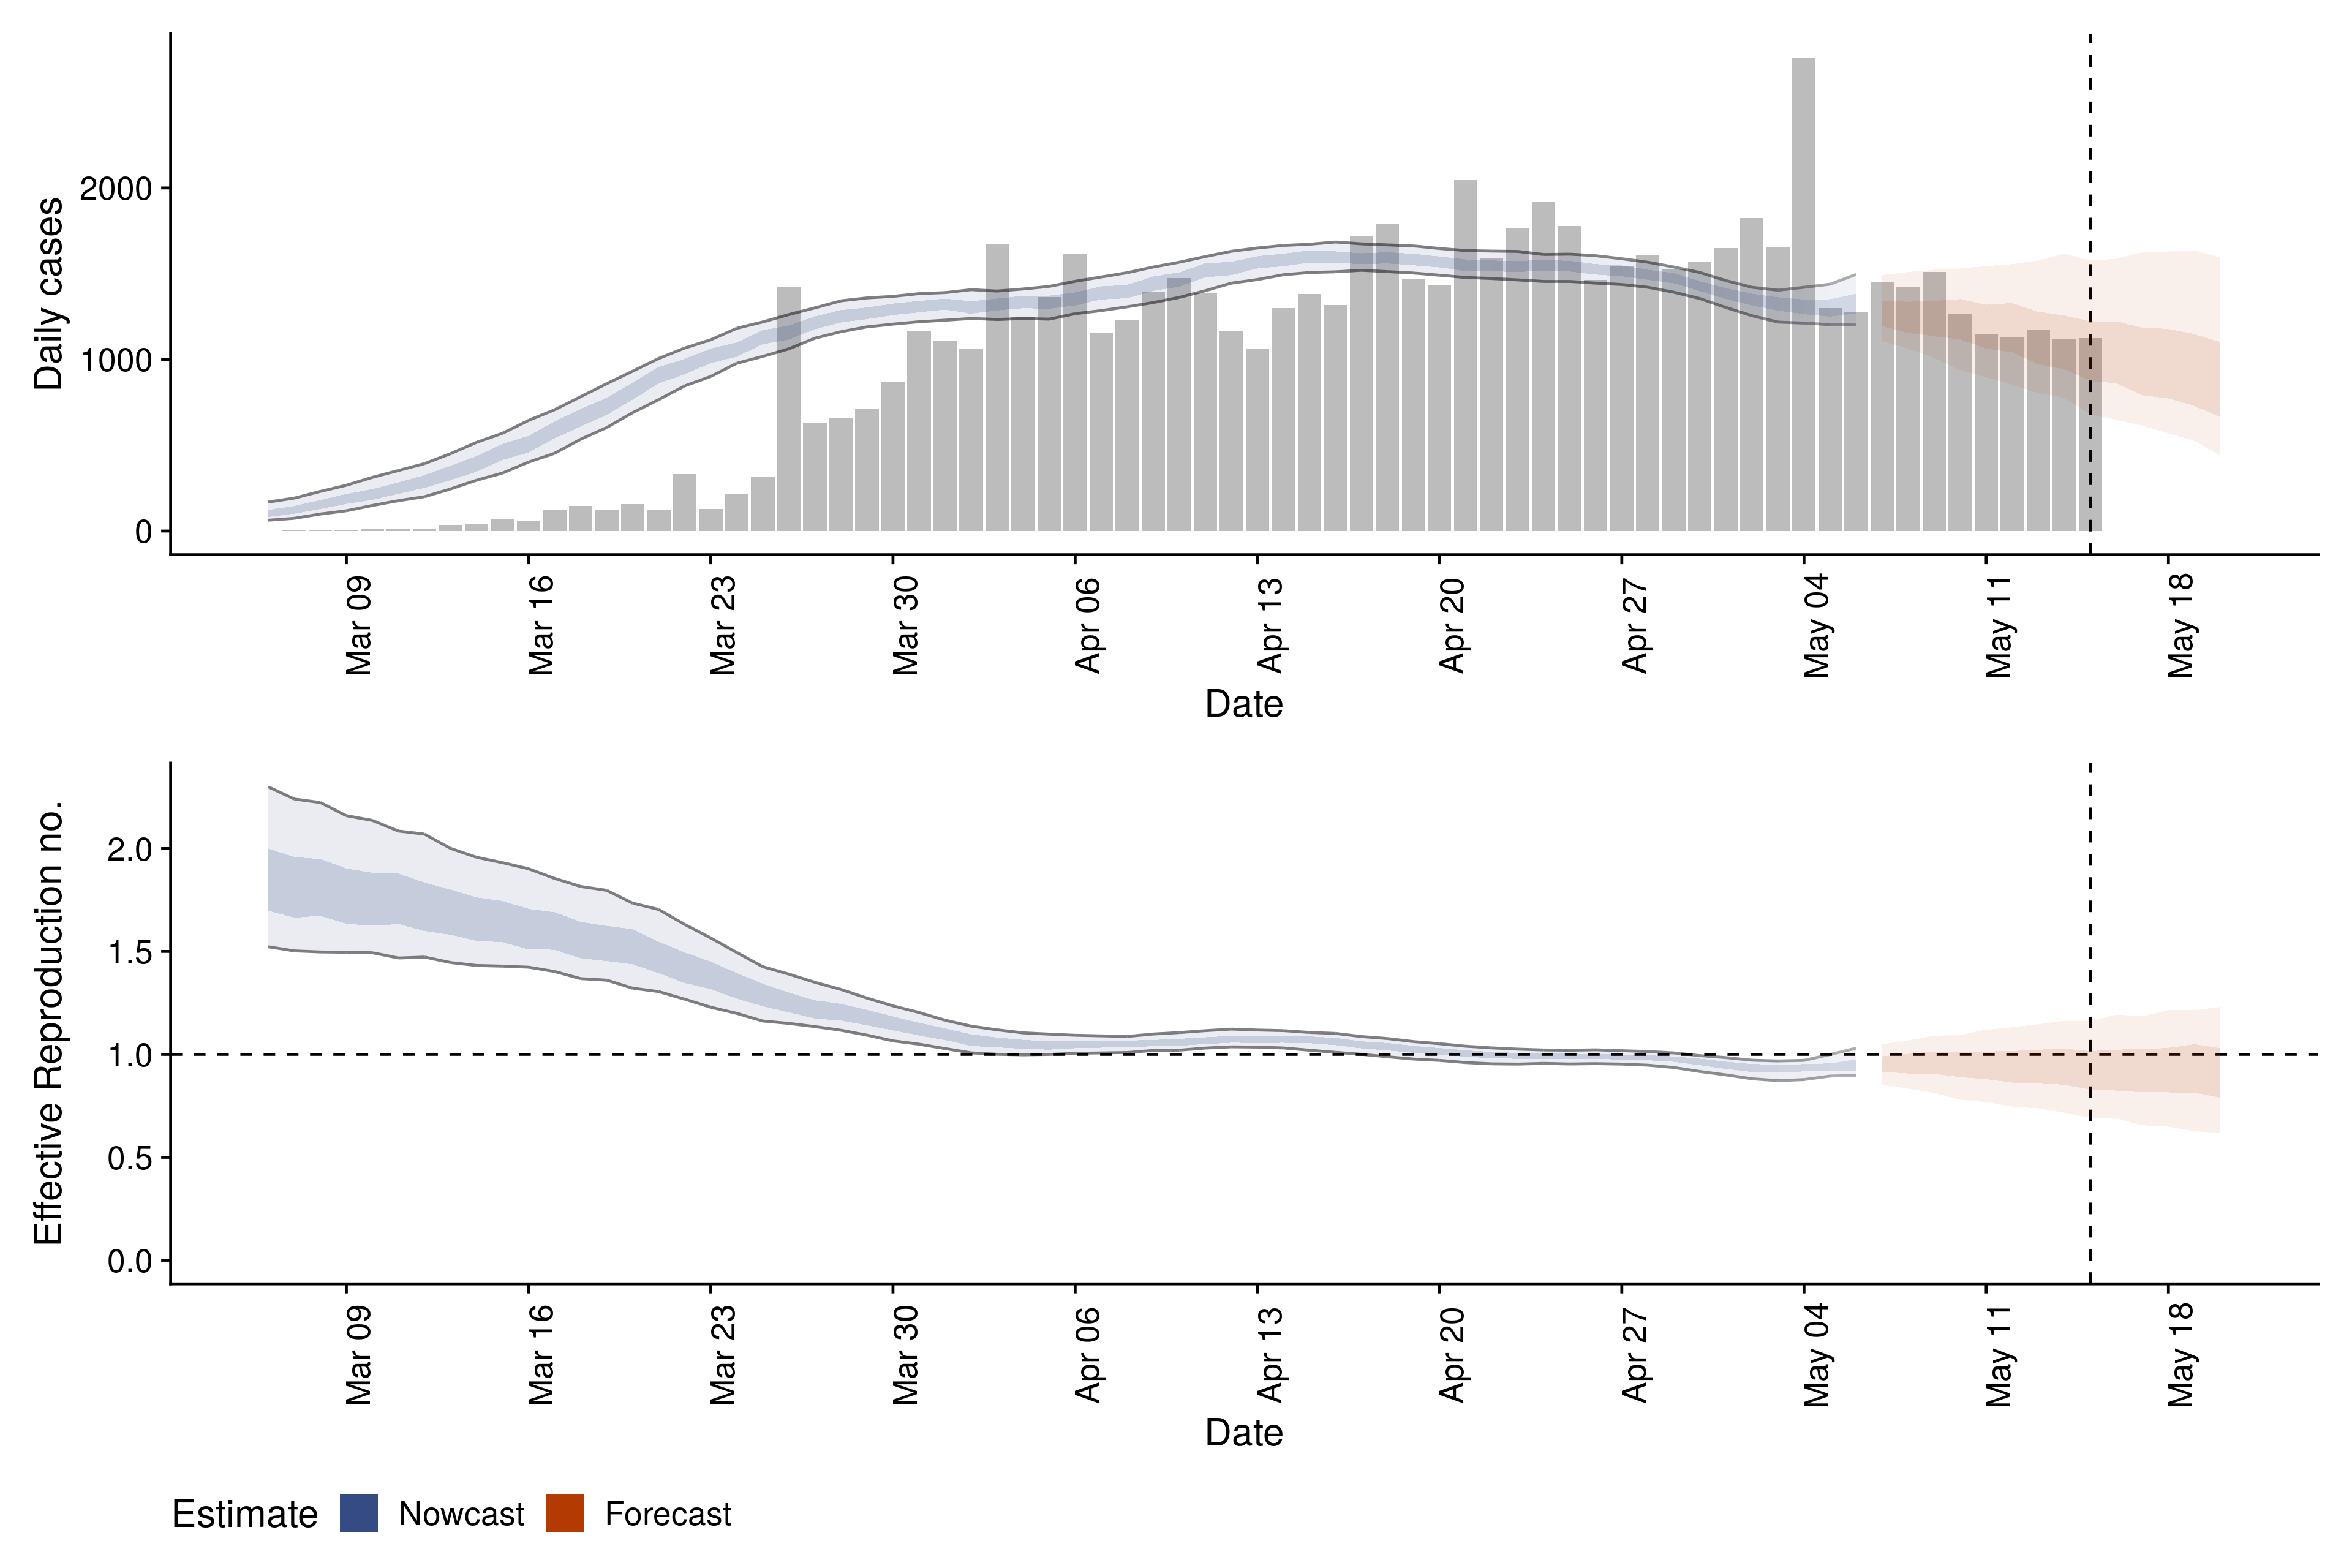 Daily cases
2000
1000
0
Mar 09
Mar 16
Mar 23
Mar 30
Apr 06
Apr 13
Apr 20
Apr 27
May 04
May 11
May 18
Date
Effective Reproduction no.
2.0
1.5
1.0
0.5
0.0
Mar 09
Mar 16
Mar 23
Mar 30
Apr 06
Apr 13
Apr 20
Apr 27
May 04
May 11
May 18
Date
Estimate Nowcast Forecast